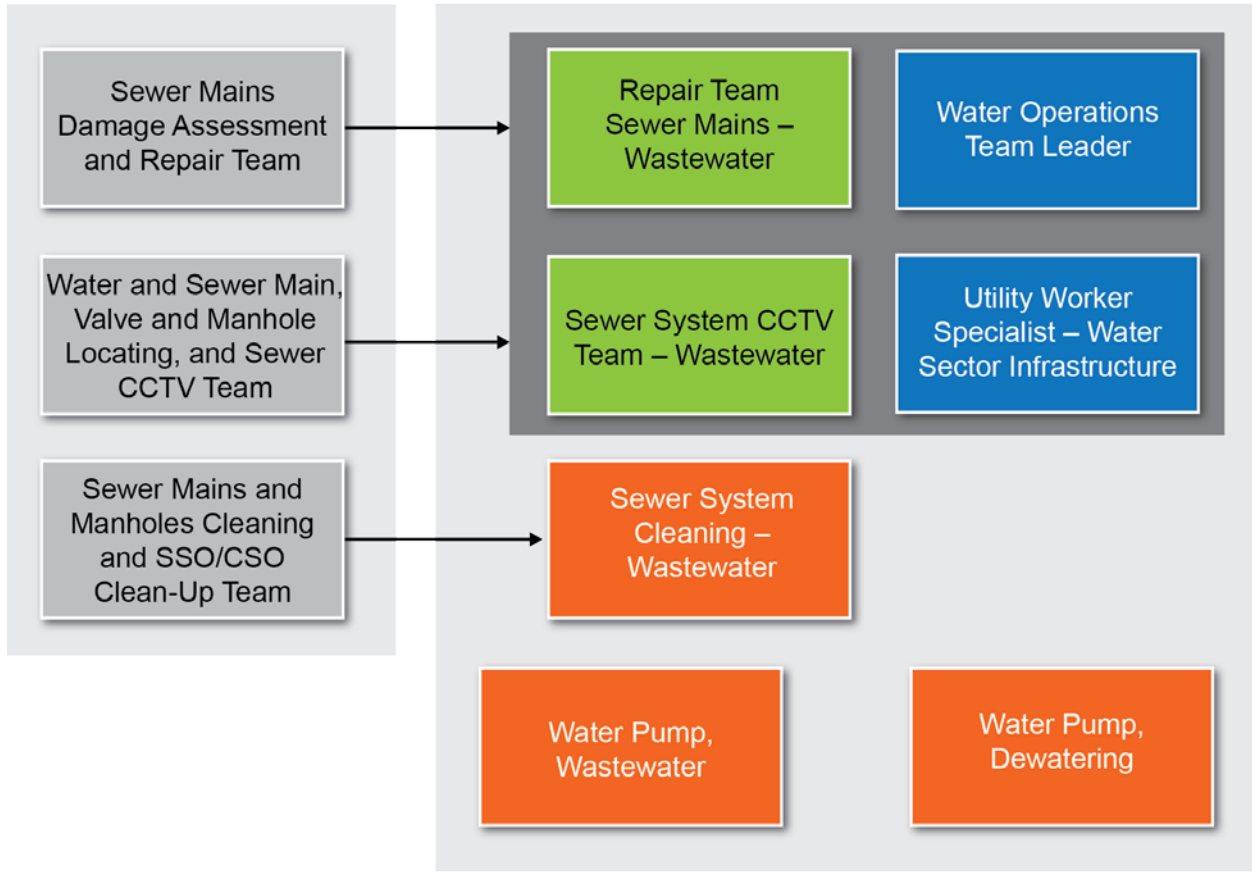 Sewer Mains
Damage Assessment
and Repair Team
Repair Team
Sewer Mains –
Wastewater
Water Operations
Team Leader
Water and Sewer Main,
Valve and Manhole
Locating, and Sewer
CCTV Team
Sewer System CCTV
Team – Wastewater
Utility Worker
Specialist – Water
Sector Infrastructure
Sewer Mains and
Manholes Cleaning
and SSO/CSO
Clean-Up Team
Sewer System
Cleaning –
Wastewater
Water Pump,
Wastewater
Water Pump,
Dewatering